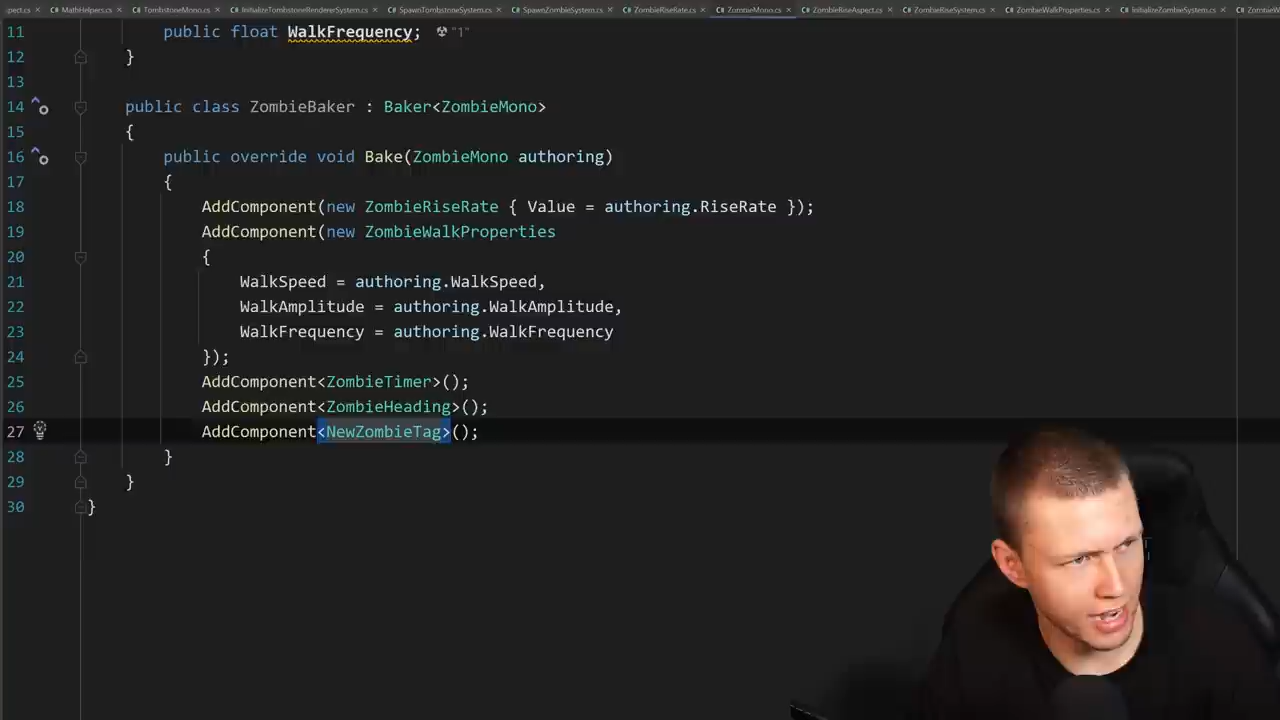 pect.cs MathHelpers.cs TombstoneMono.cs InitializeTombstoneRendererSystem.cs SpawnTombstoneSystem.cs SpawnZombieSystem.cs ZombieRiseRate.cs ZombieMono.cs ZombieRiseAspect.cs ZombieRiseSystem.cs ZombieWalkProperties.cs InitializeZombieSystem.cs ZombieW
11 public float WalkFrequency; "1"
12 }
13
14 public class ZombieBaker : Baker<ZombieMono>
15 {
16 public override void Bake(ZombieMono authoring)
17 {
18 AddComponent(new ZombieRiseRate { Value = authoring.RiseRate });
19 AddComponent(new ZombieWalkProperties
20 {
21 WalkSpeed = authoring.WalkSpeed,
22 WalkAmplitude = authoring.WalkAmplitude,
23 WalkFrequency = authoring.WalkFrequency
24 });
25 AddComponent<ZombieTimer>();
26 AddComponent<ZombieHeading>();
27 AddComponent<NewZombieTag>();
28 }
29 }
30 }